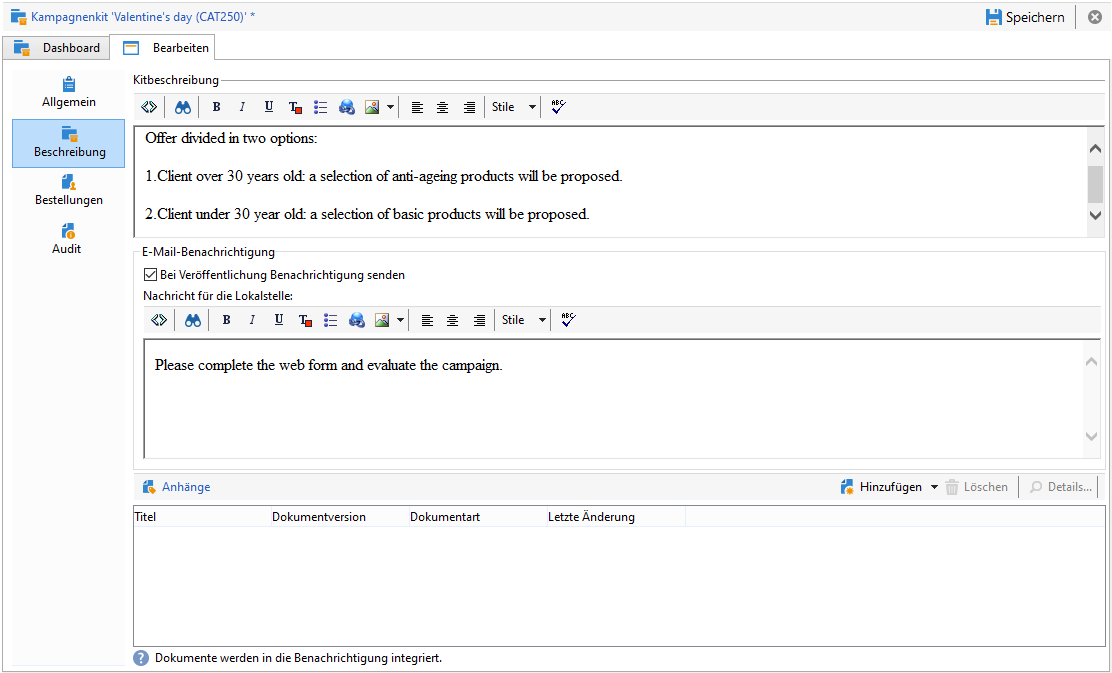 Kampagnenkit 'Valentine's day (CAT250)' *
Speichern
Dashboard
Bearbeiten
Allgemein
Beschreibung
Bestellungen
Audit
Kitbeschreibung
B I U T Stile ABC
Offer divided in two options:
1.Client over 30 years old: a selection of anti-ageing products will be proposed.
2.Client under 30 year old: a selection of basic products will be proposed.
E-Mail-Benachrichtigung
Bei Veröffentlichung Benachrichtigung senden
Nachricht für die Lokalstelle:
B I U T Stile ABC
Please complete the web form and evaluate the campaign.
Anhänge
Hinzufügen
Löschen
Details...
Titel Dokumentversion Dokumentart Letzte Änderung
? Dokumente werden in die Benachrichtigung integriert.